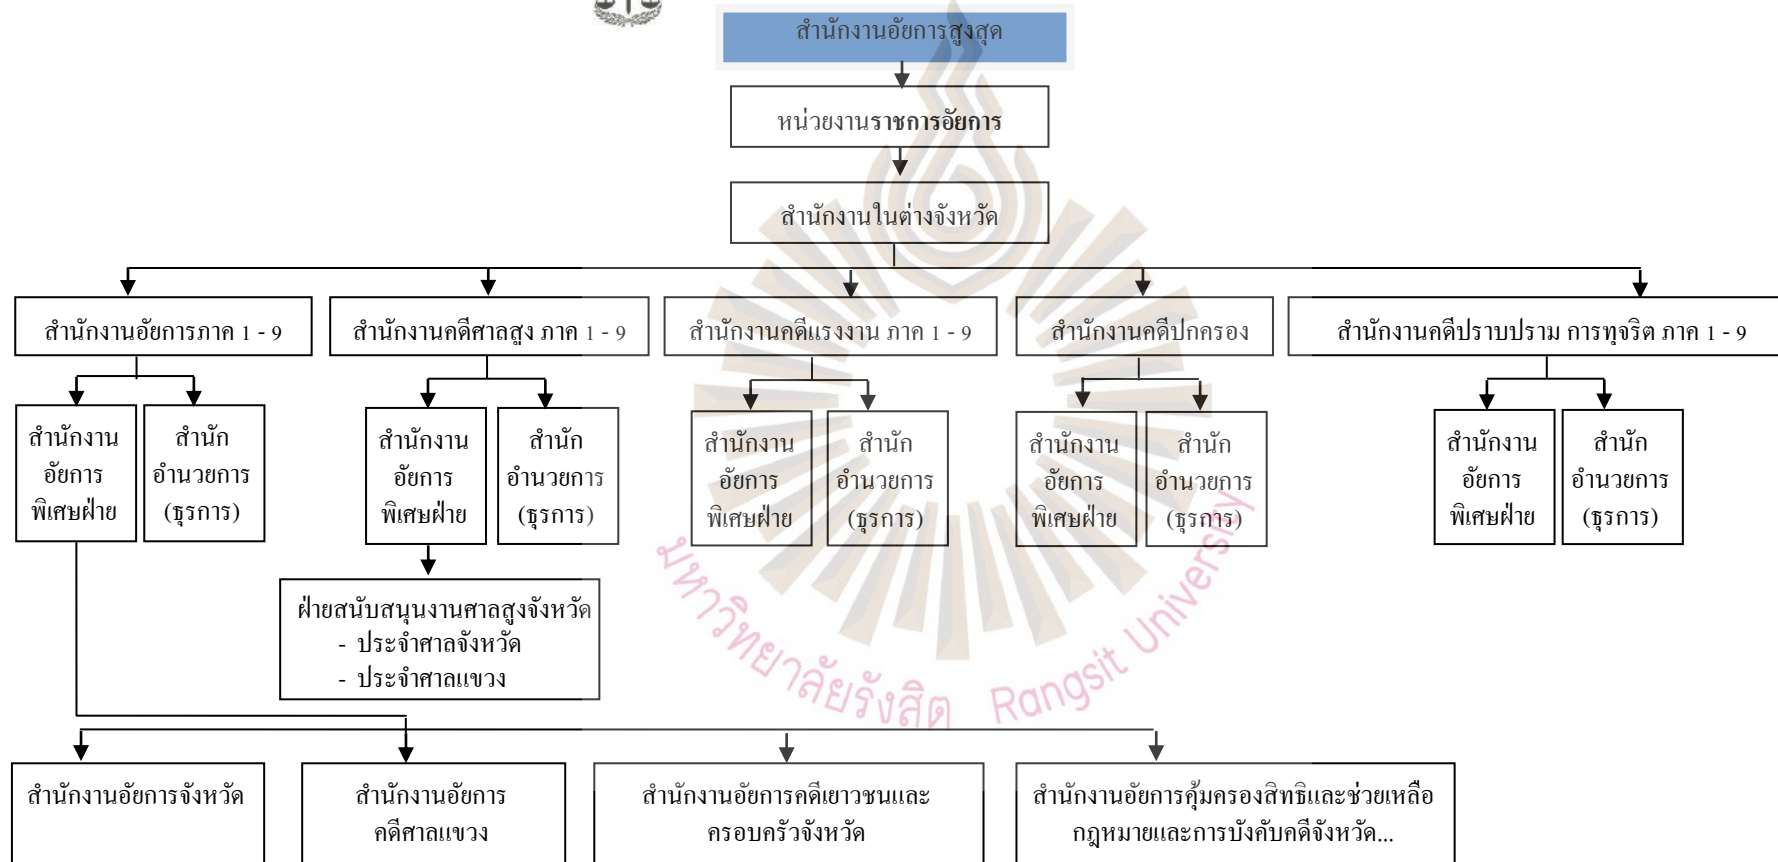 สำนักงานอัยการสูงสุด
หน่วยงานราชการอัยการ
สำนักงานในต่างจังหวัด
สำนักงานอัยการภาค 1 - 9
สำนักงานคดีศาลสูง ภาค 1 - 9
สำนักงานคดีแรงงาน ภาค 1 - 9
สำนักงานคดีปกครอง
สำนักงานคดีปราบปราม การทุจริต ภาค 1 - 9
สำนักงาน
อัยการ
พิเศษฝ่าย
สำนัก
อำนวยการ
(ธุรการ)
สำนักงาน
อัยการ
พิเศษฝ่าย
สำนัก
อำนวยการ
(ธุรการ)
สำนักงาน
อัยการ
พิเศษฝ่าย
สำนัก
อำนวยการ
(ธุรการ)
สำนักงาน
อัยการ
พิเศษฝ่าย
สำนัก
อำนวยการ
(ธุรการ)
สำนักงาน
อัยการ
พิเศษฝ่าย
สำนัก
อำนวยการ
(ธุรการ)
ฝ่ายสนับสนุนงานศาลสูงจังหวัด
- ประจำศาลจังหวัด
- ประจำศาลแขวง
มหาวิทยาลัยรังสิต Rangsit University
สำนักงานอัยการจังหวัด
สำนักงานอัยการ
คดีศาลแขวง
สำนักงานอัยการคดีเยาวชนและ
ครอบครัวจังหวัด
สำนักงานอัยการคุ้มครองสิทธิและช่วยเหลือ
กฎหมายและการบังคับคดีจังหวัด...